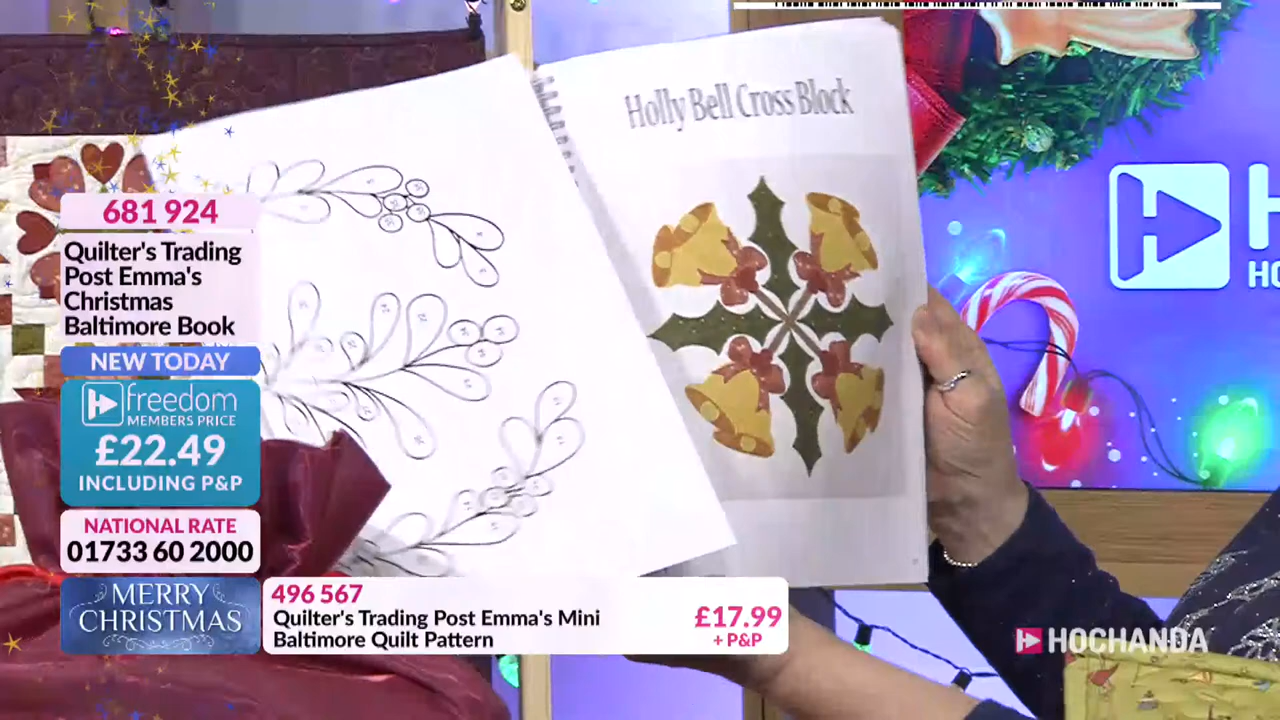 Holly Bell Cross Block
681 924
Quilter's Trading
Post Emma's
Christmas
Baltimore Book
NEW TODAY
freedom
MEMBERS PRICE
£22.49
INCLUDING P&P
NATIONAL RATE
01733 60 2000
MERRY
CHRISTMAS
496 567
Quilter's Trading Post Emma's Mini
Baltimore Quilt Pattern
£17.99
+ P&P
H
HO
HOCHANDA